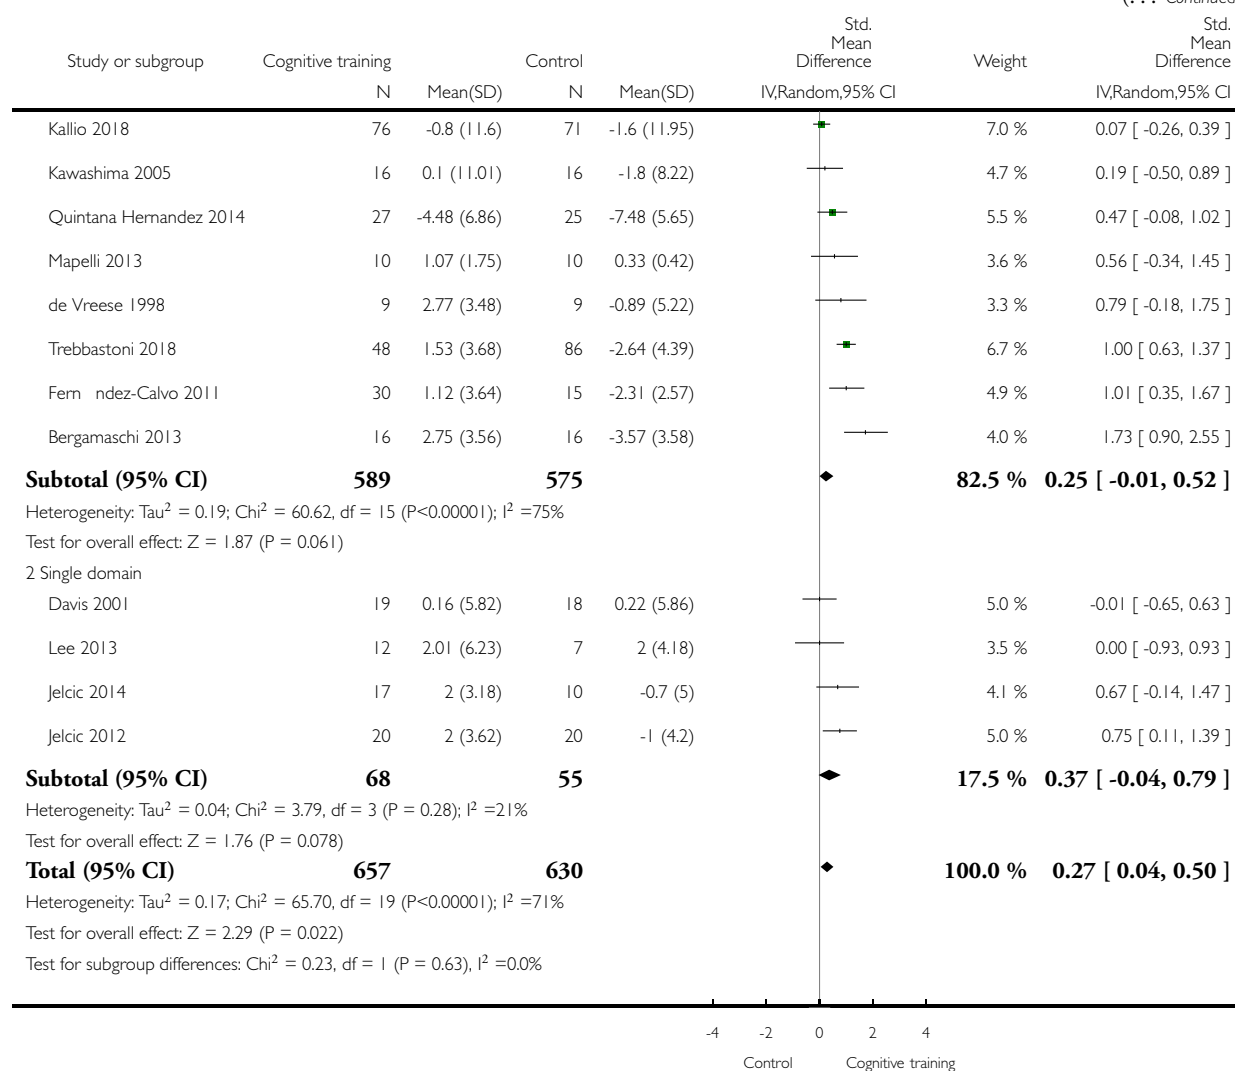 (. . . Continued
Std. Mean Difference Std. Mean Difference
Study or subgroup Cognitive training Control Weight
N Mean(SD) N Mean(SD) IV,Random,95% CI IV,Random,95% CI
Kallio 2018 76 -0.8 (11.6) 71 -1.6 (11.95) 7.0 % 0.07 [ -0.26, 0.39 ]
Kawashima 2005 16 0.1 (11.01) 16 -1.8 (8.22) 4.7 % 0.19 [ -0.50, 0.89 ]
Quintana Hernandez 2014 27 -4.48 (6.86) 25 -7.48 (5.65) 5.5 % 0.47 [ -0.08, 1.02 ]
Mapelli 2013 10 1.07 (1.75) 10 0.33 (0.42) 3.6 % 0.56 [ -0.34, 1.45 ]
de Vreese 1998 9 2.77 (3.48) 9 -0.89 (5.22) 3.3 % 0.79 [ -0.18, 1.75 ]
Trebbastoni 2018 48 1.53 (3.68) 86 -2.64 (4.39) 6.7 % 1.00 [ 0.63, 1.37 ]
Fern ndez-Calvo 2011 30 1.12 (3.64) 15 -2.31 (2.57) 4.9 % 1.01 [ 0.35, 1.67 ]
Bergamaschi 2013 16 2.75 (3.56) 16 -3.57 (3.58) 4.0 % 1.73 [ 0.90, 2.55 ]
Subtotal (95% CI) 589 575 82.5 % 0.25 [ -0.01, 0.52 ]
Heterogeneity: Tau² = 0.19; Chi² = 60.62, df = 15 (P<0.00001); I² =75%
Test for overall effect: Z = 1.87 (P = 0.061)
2 Single domain
Davis 2001 19 0.16 (5.82) 18 0.22 (5.86) 5.0 % -0.01 [ -0.65, 0.63 ]
Lee 2013 12 2.01 (6.23) 7 2 (4.18) 3.5 % 0.00 [ -0.93, 0.93 ]
Jelcic 2014 17 2 (3.18) 10 -0.7 (5) 4.1 % 0.67 [ -0.14, 1.47 ]
Jelcic 2012 20 2 (3.62) 20 -1 (4.2) 5.0 % 0.75 [ 0.11, 1.39 ]
Subtotal (95% CI) 68 55 17.5 % 0.37 [ -0.04, 0.79 ]
Heterogeneity: Tau² = 0.04; Chi² = 3.79, df = 3 (P = 0.28); I² =21%
Test for overall effect: Z = 1.76 (P = 0.078)
Total (95% CI) 657 630 100.0 % 0.27 [ 0.04, 0.50 ]
Heterogeneity: Tau² = 0.17; Chi² = 65.70, df = 19 (P<0.00001); I² =71%
Test for overall effect: Z = 2.29 (P = 0.022)
Test for subgroup differences: Chi² = 0.23, df = 1 (P = 0.63), I² =0.0%
-4 -2 0 2 4
Control Cognitive training